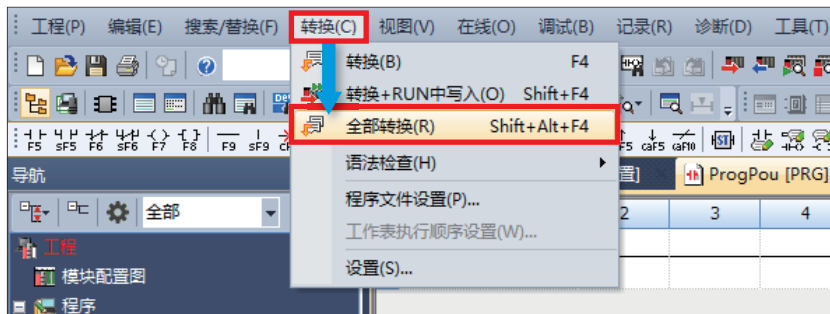 工程(P) 编辑(E) 搜索/替换(F) 转换(C) 视图(V) 在线(O) 调试(B) 记录(R) 诊断(D) 工具(T)
转换(B) F4
转换+RUN中写入(O) Shift+F4
全部转换(R) Shift+Alt+F4
F5 sF5 F6 sF6 F7 F8 F9 sF9 F5 caF5 caF10
语法检查(H)
导航
置] ProgPou [PRG]
程序文件设置(P)...
全部
2 3 4
工作表执行顺序设置(W)...
工程
设置(S)...
模块配置图
程序